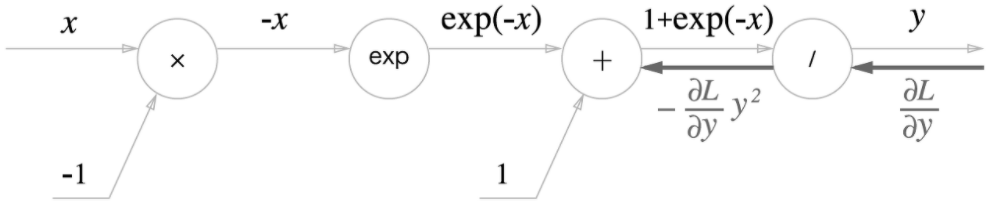 x -x exp(-x) 1+exp(-x) y
× exp + /
- ∂L/∂y y² ∂L/∂y
-1 1